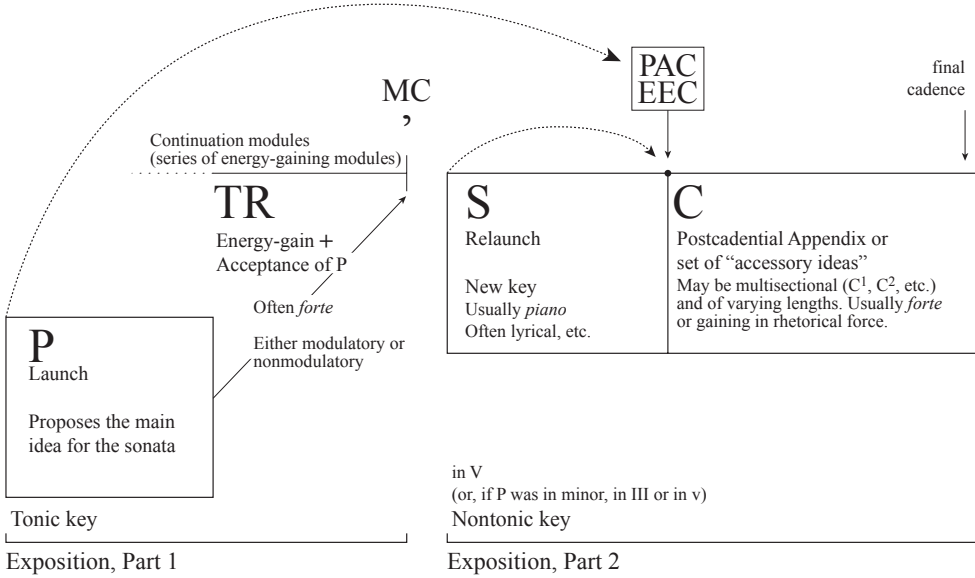 PAC
EEC
final
cadence
MC
,
Continuation modules
(series of energy-gaining modules)
TR
Energy-gain +
Acceptance of P
Often forte
Either modulatory or
nonmodulatory
P
Launch
Proposes the main
idea for the sonata
Tonic key
Exposition, Part 1
S
Relaunch
New key
Usually piano
Often lyrical, etc.
C
Postcadential Appendix or
set of “accessory ideas”
May be multisectional (C¹, C², etc.)
and of varying lengths. Usually forte
or gaining in rhetorical force.
in V
(or, if P was in minor, in III or in v)
Nontonic key
Exposition, Part 2